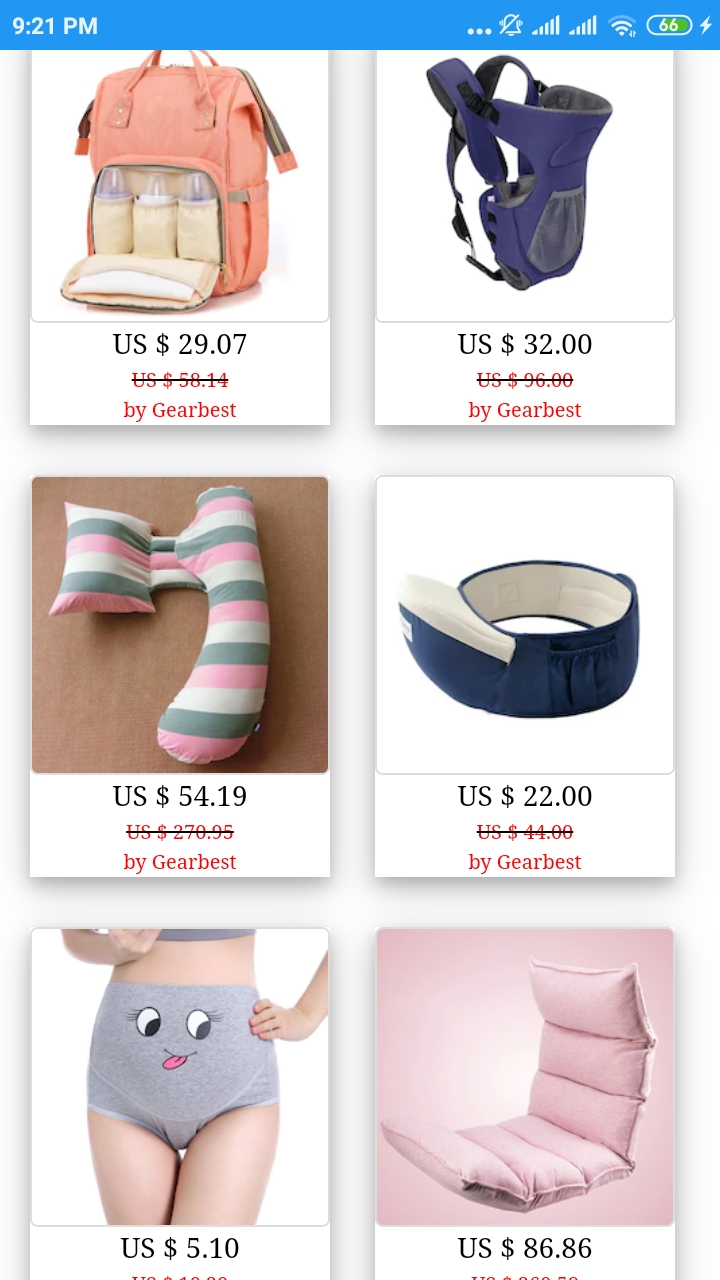 9:21 PM
66
US $ 29.07
US $ 58.14
by Gearbest
US $ 32.00
US $ 96.00
by Gearbest
US $ 54.19
US $ 270.95
by Gearbest
US $ 22.00
US $ 44.00
by Gearbest
US $ 5.10
US $ 86.86